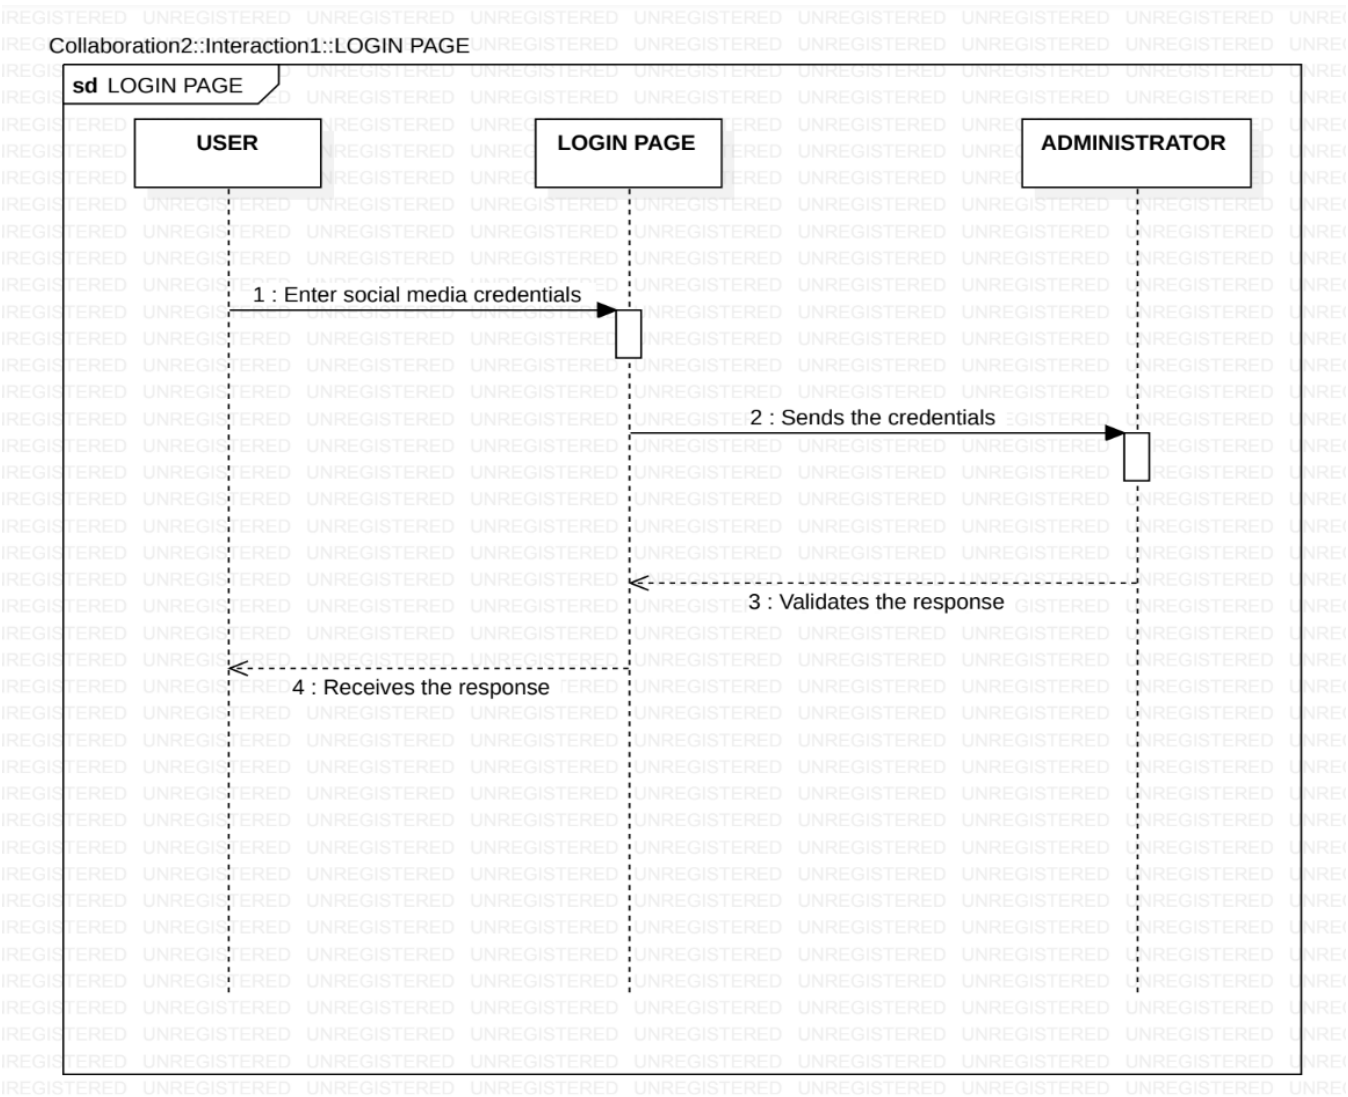 Collaboration2::Interaction1::LOGIN PAGE
sd LOGIN PAGE
USER
LOGIN PAGE
ADMINISTRATOR
1 : Enter social media credentials
2 : Sends the credentials
3 : Validates the response
4 : Receives the response
UNREGISTERED